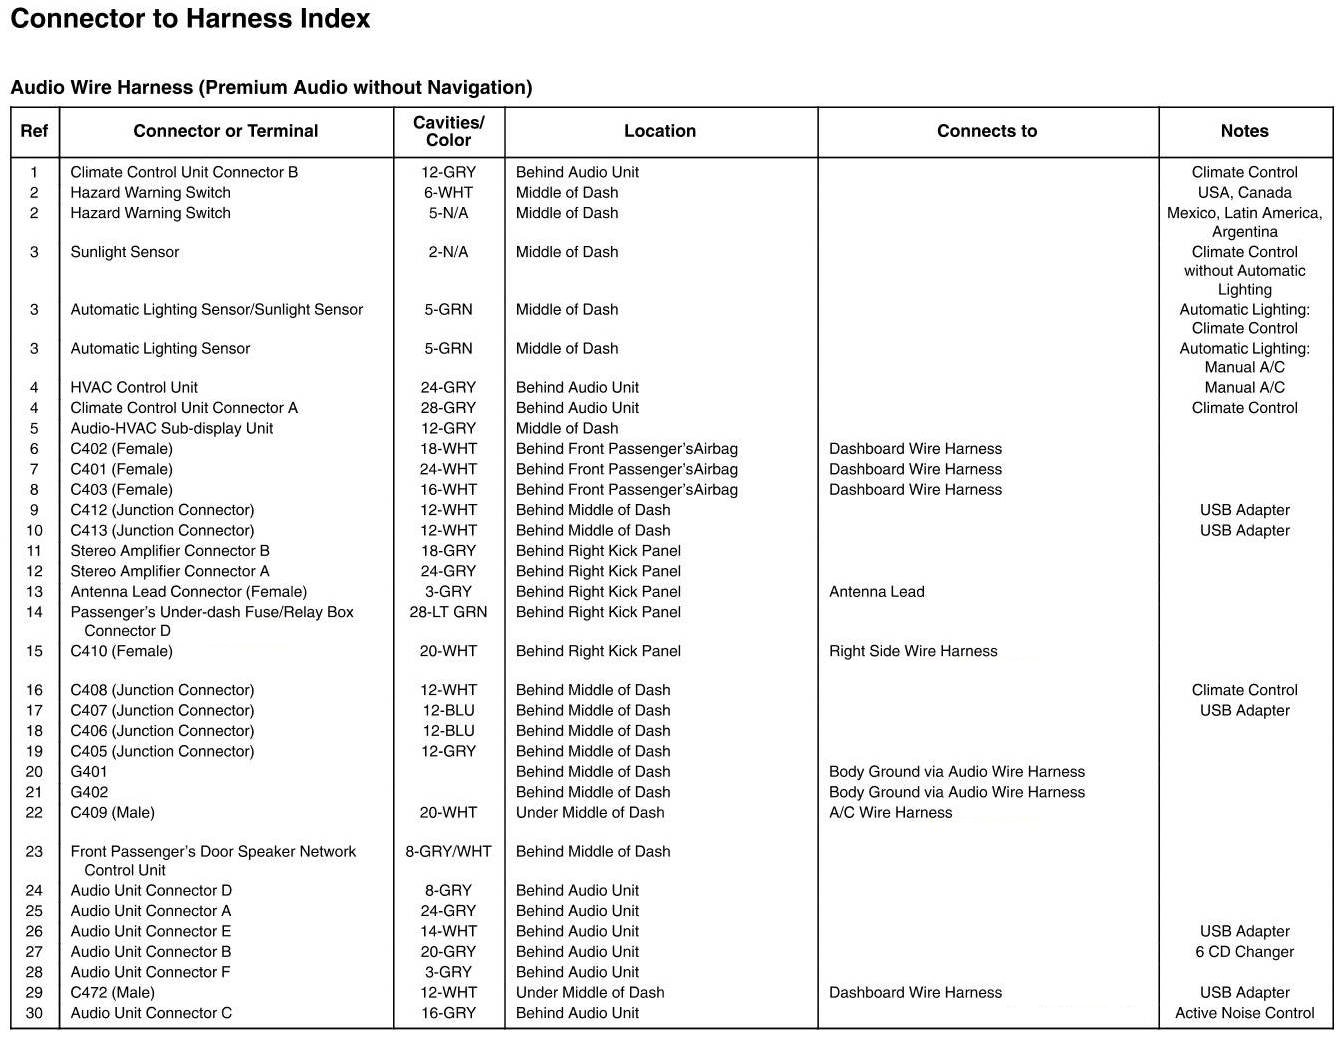 Connector to Harness Index
Audio Wire Harness (Premium Audio without Navigation)
Ref Connector or Terminal Cavities/ Color Location Connects to Notes
1 Climate Control Unit Connector B 12-GRY Behind Audio Unit Climate Control
2 Hazard Warning Switch 6-WHT Middle of Dash USA, Canada
2 Hazard Warning Switch 5-N/A Middle of Dash Mexico, Latin America,
Argentina
3 Sunlight Sensor 2-N/A Middle of Dash Climate Control
without Automatic
Lighting
3 Automatic Lighting Sensor/Sunlight Sensor 5-GRN Middle of Dash Automatic Lighting:
Climate Control
3 Automatic Lighting Sensor 5-GRN Middle of Dash Automatic Lighting:
Manual A/C
4 HVAC Control Unit 24-GRY Behind Audio Unit Manual A/C
4 Climate Control Unit Connector A 28-GRY Behind Audio Unit Climate Control
5 Audio-HVAC Sub-display Unit 12-GRY Middle of Dash
6 C402 (Female) 18-WHT Behind Front Passenger'sAirbag Dashboard Wire Harness
7 C401 (Female) 24-WHT Behind Front Passenger'sAirbag Dashboard Wire Harness
8 C403 (Female) 16-WHT Behind Front Passenger'sAirbag Dashboard Wire Harness
9 C412 (Junction Connector) 12-WHT Behind Middle of Dash USB Adapter
10 C413 (Junction Connector) 12-WHT Behind Middle of Dash USB Adapter
11 Stereo Amplifier Connector B 18-GRY Behind Right Kick Panel
12 Stereo Amplifier Connector A 24-GRY Behind Right Kick Panel
13 Antenna Lead Connector (Female) 3-GRY Behind Right Kick Panel Antenna Lead
14 Passenger's Under-dash Fuse/Relay Box 28-LT GRN Behind Right Kick Panel
Connector D
15 C410 (Female) 20-WHT Behind Right Kick Panel Right Side Wire Harness
16 C408 (Junction Connector) 12-WHT Behind Middle of Dash Climate Control
17 C407 (Junction Connector) 12-BLU Behind Middle of Dash USB Adapter
18 C406 (Junction Connector) 12-BLU Behind Middle of Dash
19 C405 (Junction Connector) 12-GRY Behind Middle of Dash
20 G401 Behind Middle of Dash Body Ground via Audio Wire Harness
21 G402 Behind Middle of Dash Body Ground via Audio Wire Harness
22 C409 (Male) 20-WHT Under Middle of Dash A/C Wire Harness
23 Front Passenger's Door Speaker Network 8-GRY/WHT Behind Middle of Dash
Control Unit
24 Audio Unit Connector D 8-GRY Behind Audio Unit
25 Audio Unit Connector A 24-GRY Behind Audio Unit
26 Audio Unit Connector E 14-WHT Behind Audio Unit USB Adapter
27 Audio Unit Connector B 20-GRY Behind Audio Unit 6 CD Changer
28 Audio Unit Connector F 3-GRY Behind Audio Unit
29 C472 (Male) 12-WHT Under Middle of Dash Dashboard Wire Harness USB Adapter
30 Audio Unit Connector C 16-GRY Behind Audio Unit Active Noise Control